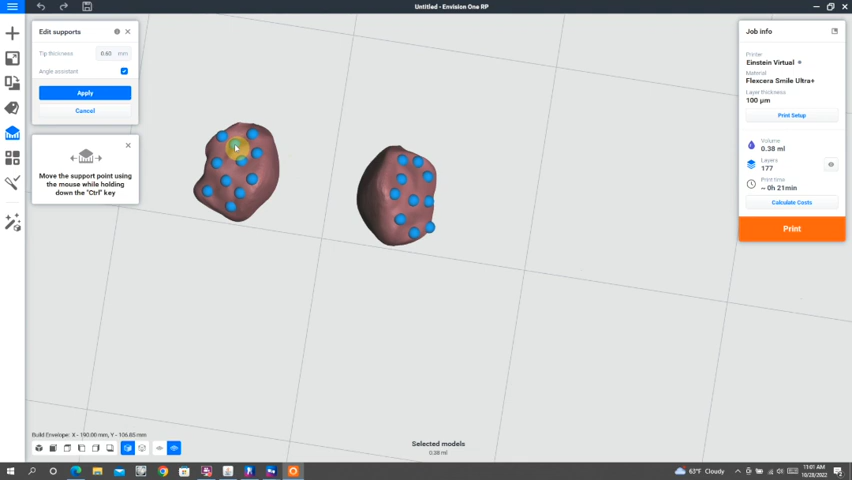 Untitled - Envision One RP
Edit supports
Tip thickness
0.60 mm
Angle assistant
Apply
Cancel
Move the support point using
the mouse while holding
down the "Ctrl" key
Job info
Printer
Einstein Virtual
Material
Flexcera Smile Ultra+
Layer thickness
100 µm
Print Setup
Volume
0.38 ml
Layers
177
Print time
~ 0h 21min
Calculate Costs
Print
Build Envelope: X - 190.00 mm, Y - 106.85 mm
Selected models
0.38 ml
63°F Cloudy
11:01 AM
10/28/2022